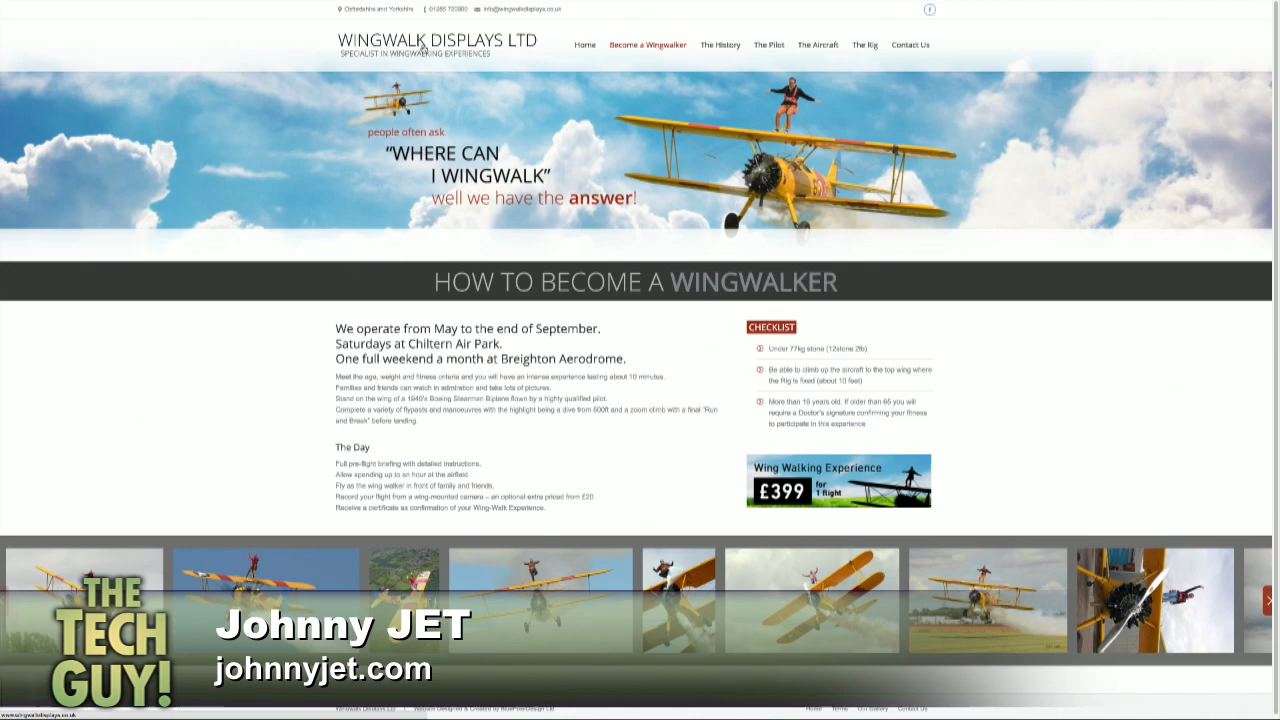 Oxfordshire and Yorkshire
01285 720800
info@wingwalkdisplays.co.uk
WINGWALK DISPLAYS LTD
SPECIALIST IN WINGWALKING EXPERIENCES
Home
Become a Wingwalker
The History
The Pilot
The Aircraft
The Rig
Contact Us
people often ask
"WHERE CAN
I WINGWALK"
well we have the answer!
HOW TO BECOME A WINGWALKER
We operate from May to the end of September.
Saturdays at Chiltern Air Park.
One full weekend a month at Breighton Aerodrome.
Meet the age, weight and fitness criteria and you will have an intense experience lasting about 10 minutes.
Families and friends can watch in admiration and take lots of pictures.
Stand on the wing of a 1940's Boeing Stearman Biplane flown by a highly qualified pilot.
Complete a variety of flypasts and manoeuvres with the highlight being a dive from 500ft and a zoom climb with a final "Run
and Break" before landing.
The Day
Full pre-flight briefing with detailed instructions.
Allow spending up to an hour at the airfield.
Fly as the wing walker in front of family and friends.
Record your flight from a wing-mounted camera – an optional extra priced from £20
Receive a certificate as confirmation of your Wing-Walk Experience.
CHECKLIST
Under 77kg stone (12stone 2lb)
Be able to climb up the aircraft to the top wing where
the Rig is fixed (about 10 feet)
More than 16 years old. If older than 65 you will
require a Doctor's signature confirming your fitness
to participate in this experience
Wing Walking Experience
£399
for
1 flight
THE
TECH
GUY!
Johnny JET
johnnyjet.com
Website Designed & Created by BluePixelDesign Ltd
Home
Terms
Our Gallery
Contact Us
www.wingwalkdisplays.co.uk